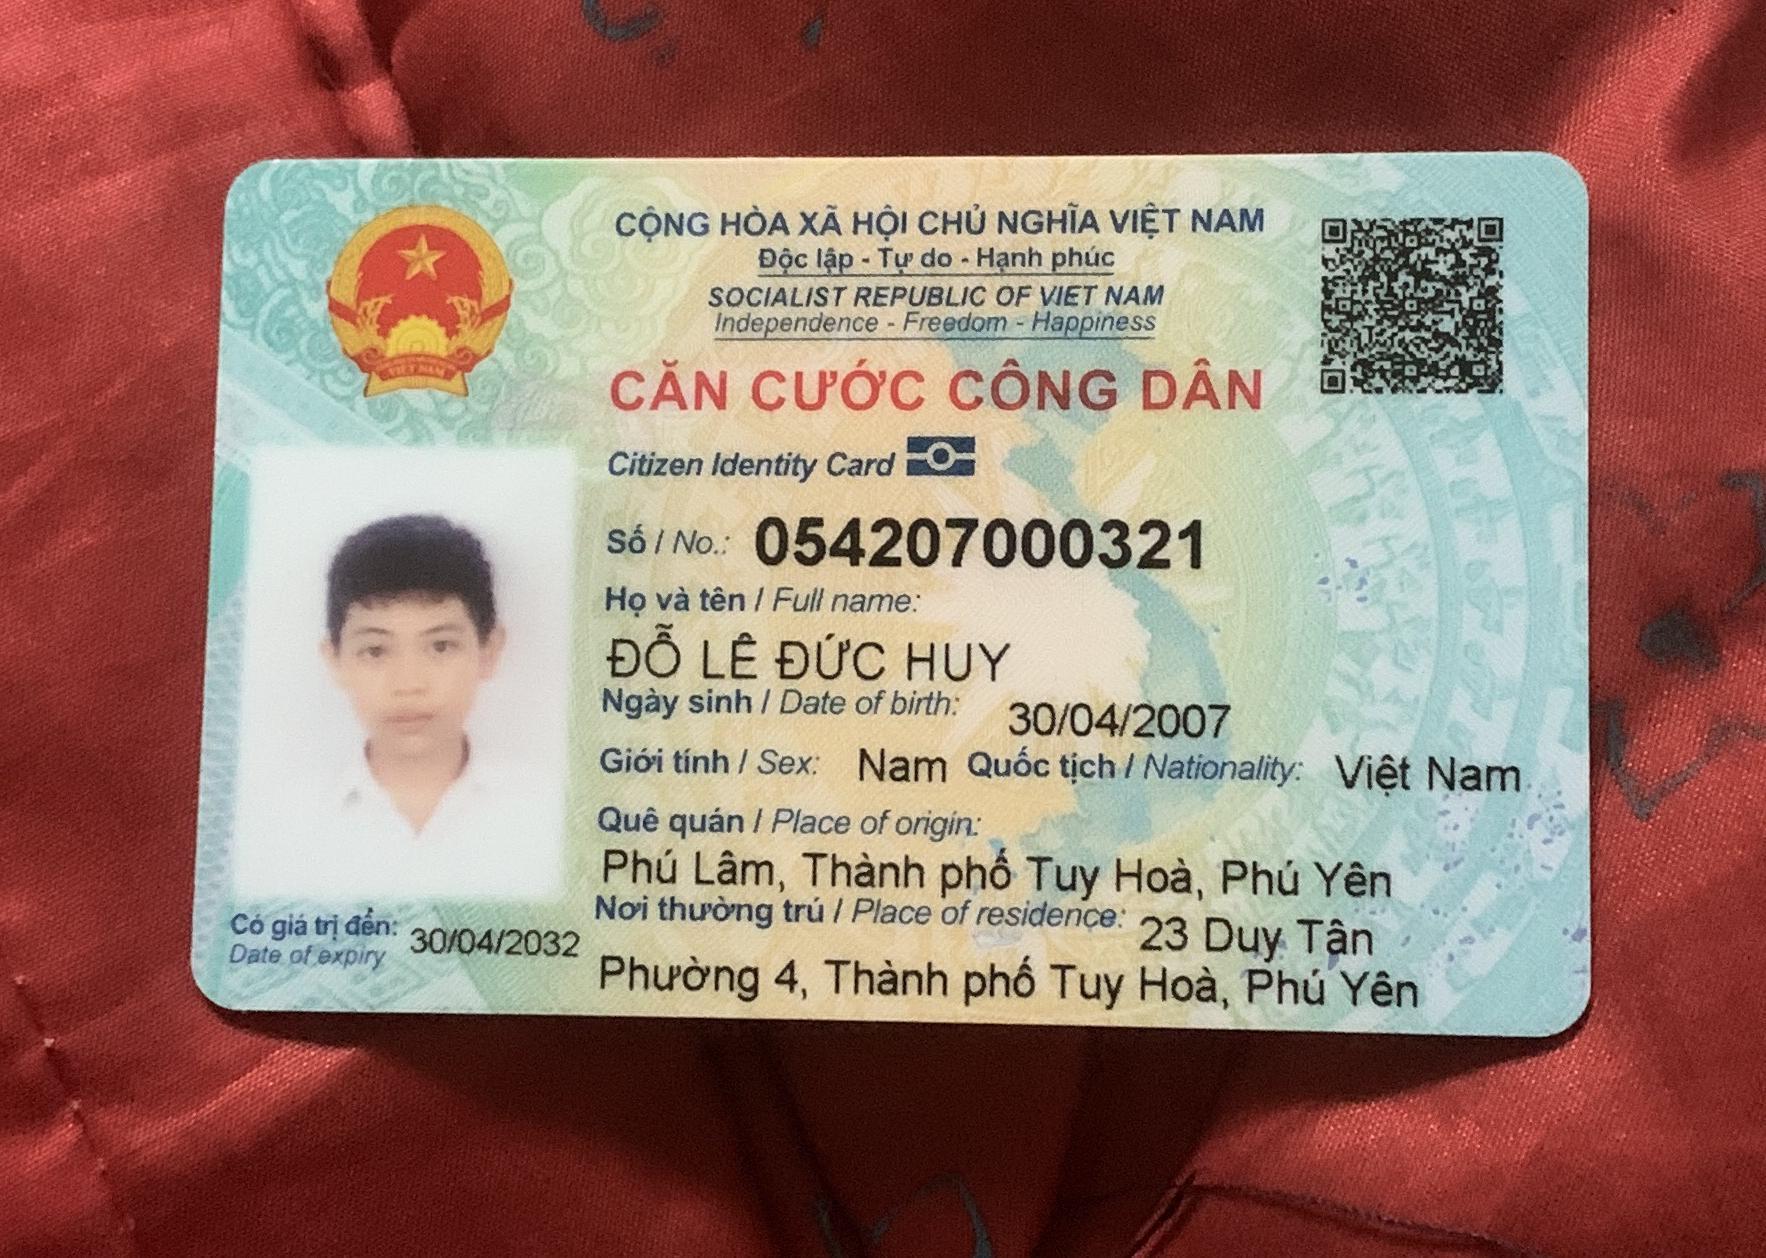 CỘNG HÒA XÃ HỘI CHỦ NGHĨA VIỆT NAM
Độc lập - Tự do - Hạnh phúc
SOCIALIST REPUBLIC OF VIET NAM
Independence - Freedom - Happiness
CĂN CƯỚC CÔNG DÂN
Citizen Identity Card
Số / No.: 054207000321
Họ và tên / Full name:
ĐỖ LÊ ĐỨC HUY
Ngày sinh / Date of birth: 30/04/2007
Giới tính / Sex: Nam Quốc tịch / Nationality: Việt Nam
Quê quán / Place of origin:
Phú Lâm, Thành phố Tuy Hoà, Phú Yên
Nơi thường trú / Place of residence: 23 Duy Tân
Phường 4, Thành phố Tuy Hoà, Phú Yên
Có giá trị đến: 30/04/2032
Date of expiry
VIỆT NAM